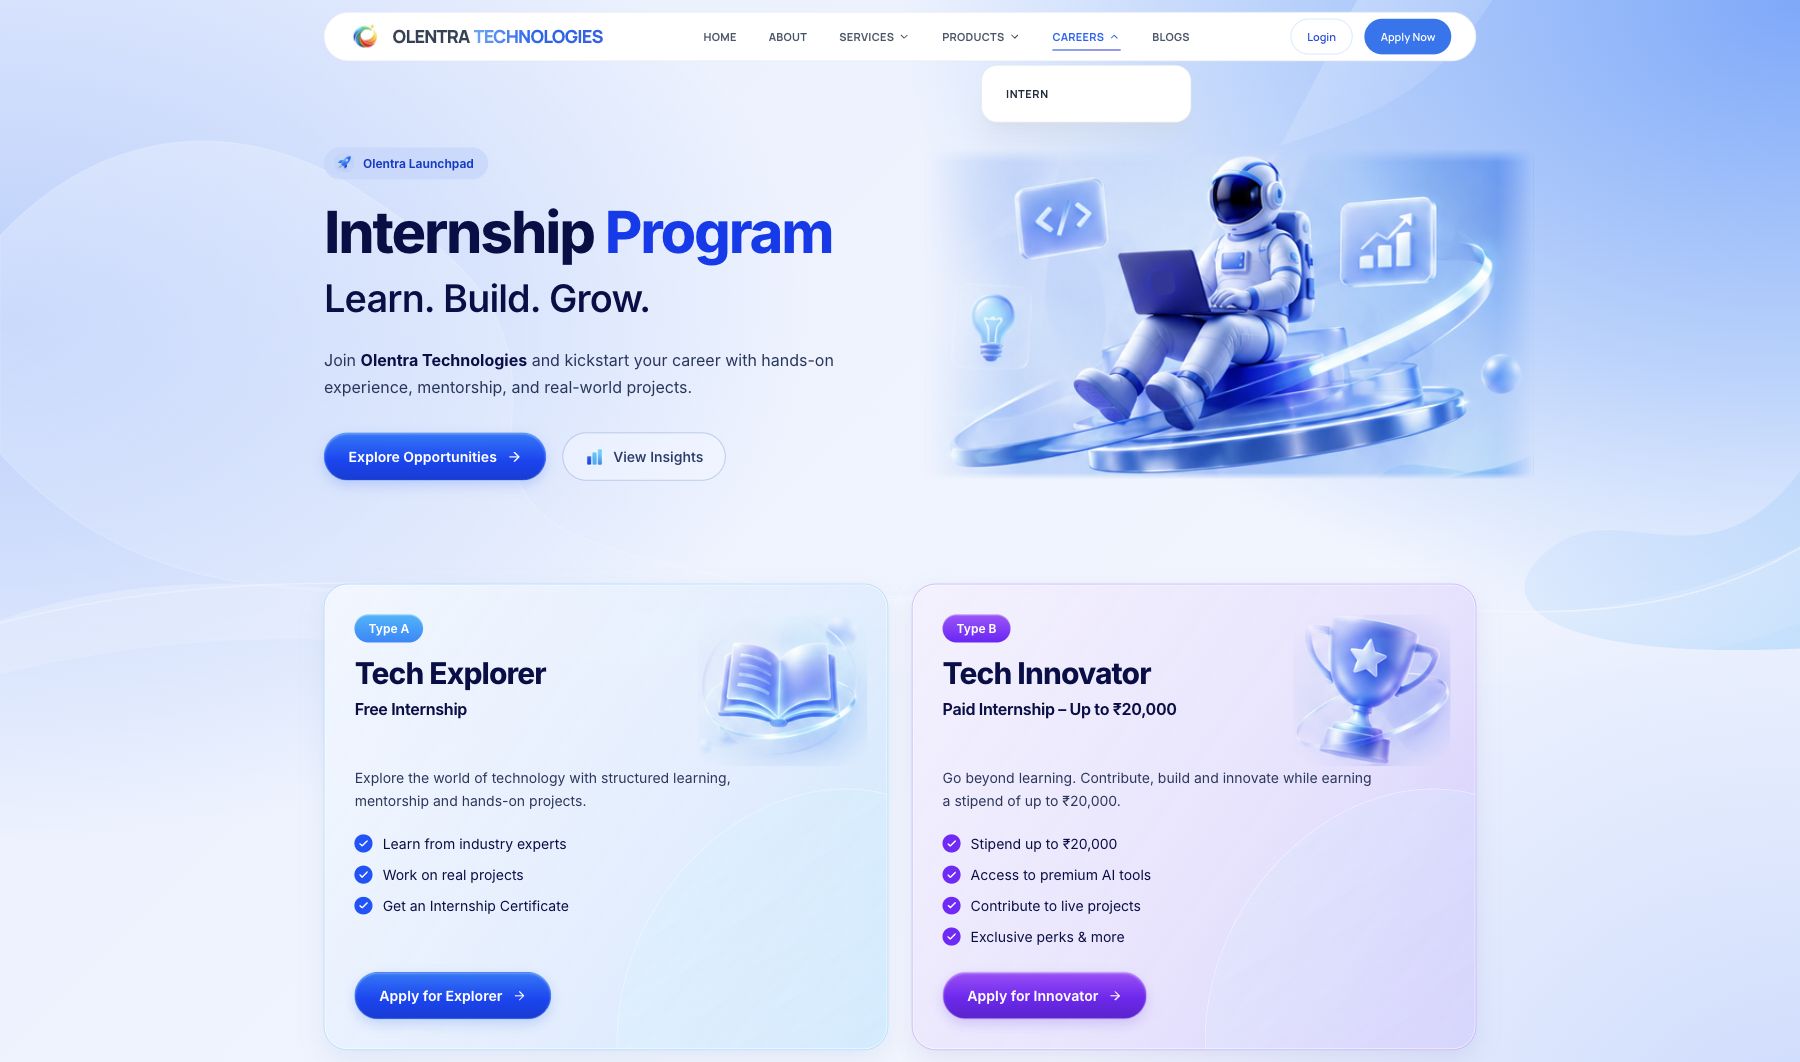 OLENTRA TECHNOLOGIES
HOME
ABOUT
SERVICES
PRODUCTS
CAREERS
BLOGS
Login
Apply Now
INTERN
Olentra Launchpad
Internship Program
Learn. Build. Grow.
Join Olentra Technologies and kickstart your career with hands-on
experience, mentorship, and real-world projects.
Explore Opportunities
View Insights
</>
Type A
Tech Explorer
Free Internship
Explore the world of technology with structured learning,
mentorship and hands-on projects.
Learn from industry experts
Work on real projects
Get an Internship Certificate
Apply for Explorer
Type B
Tech Innovator
Paid Internship – Up to ₹20,000
Go beyond learning. Contribute, build and innovate while earning
a stipend of up to ₹20,000.
Stipend up to ₹20,000
Access to premium AI tools
Contribute to live projects
Exclusive perks & more
Apply for Innovator